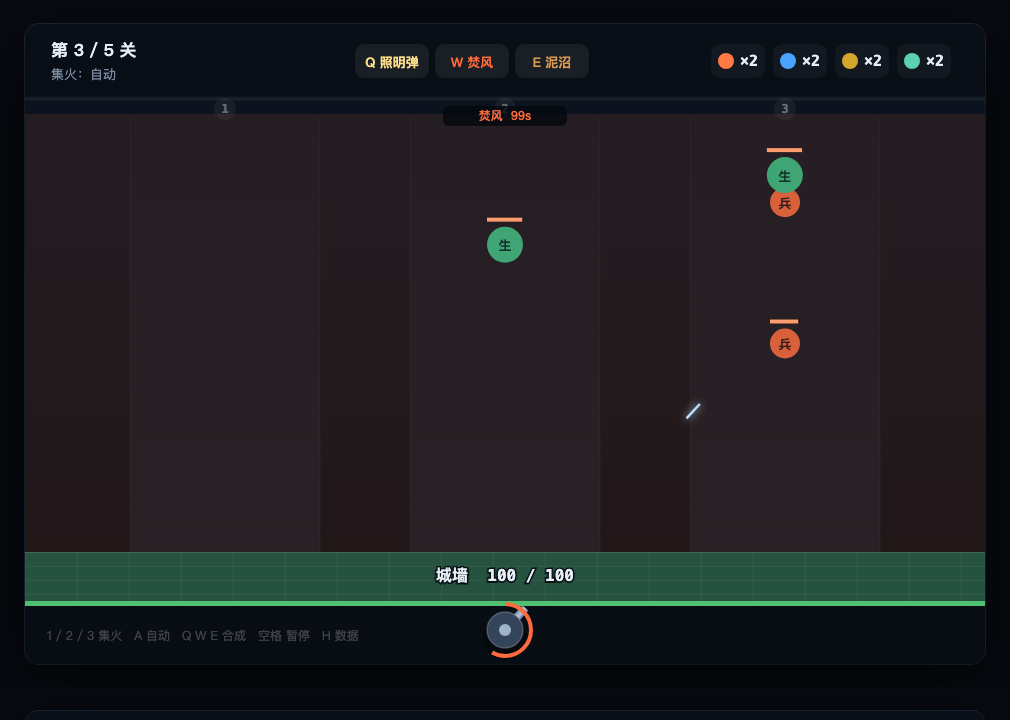 第 3 / 5 关
集火: 自动
Q 照明弹
W 焚风
E 泥沼
×2
×2
×2
×2
1
3
焚风 99s
生
兵
生
兵
城墙 100 / 100
1 / 2 / 3 集火 A 自动 Q W E 合成 空格 暂停 H 数据